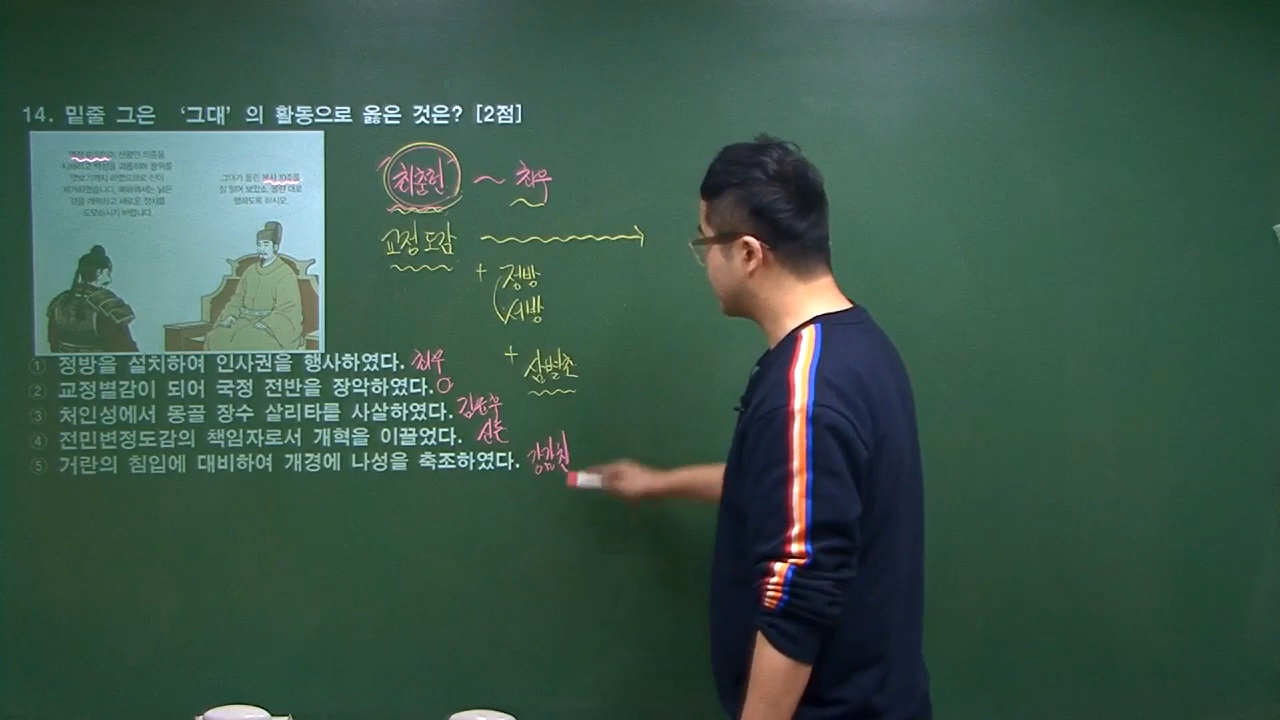 14. 밑줄 그은 '그대'의 활동으로 옳은 것은? [2점]
그대가 올린 봉사 10조를
잘 읽어 보았소. 올린 대로
행하도록 하시오.
최충헌 ~ 최우
교정도감
+ 정방
서방
+ 삼별초
① 정방을 설치하여 인사권을 행사하였다. 최우
② 교정별감이 되어 국정 전반을 장악하였다. O
③ 처인성에서 몽골 장수 살리타를 사살하였다. 김윤후
④ 전민변정도감의 책임자로서 개혁을 이끌었다. 신돈
⑤ 거란의 침입에 대비하여 개경에 나성을 축조하였다. 강감찬